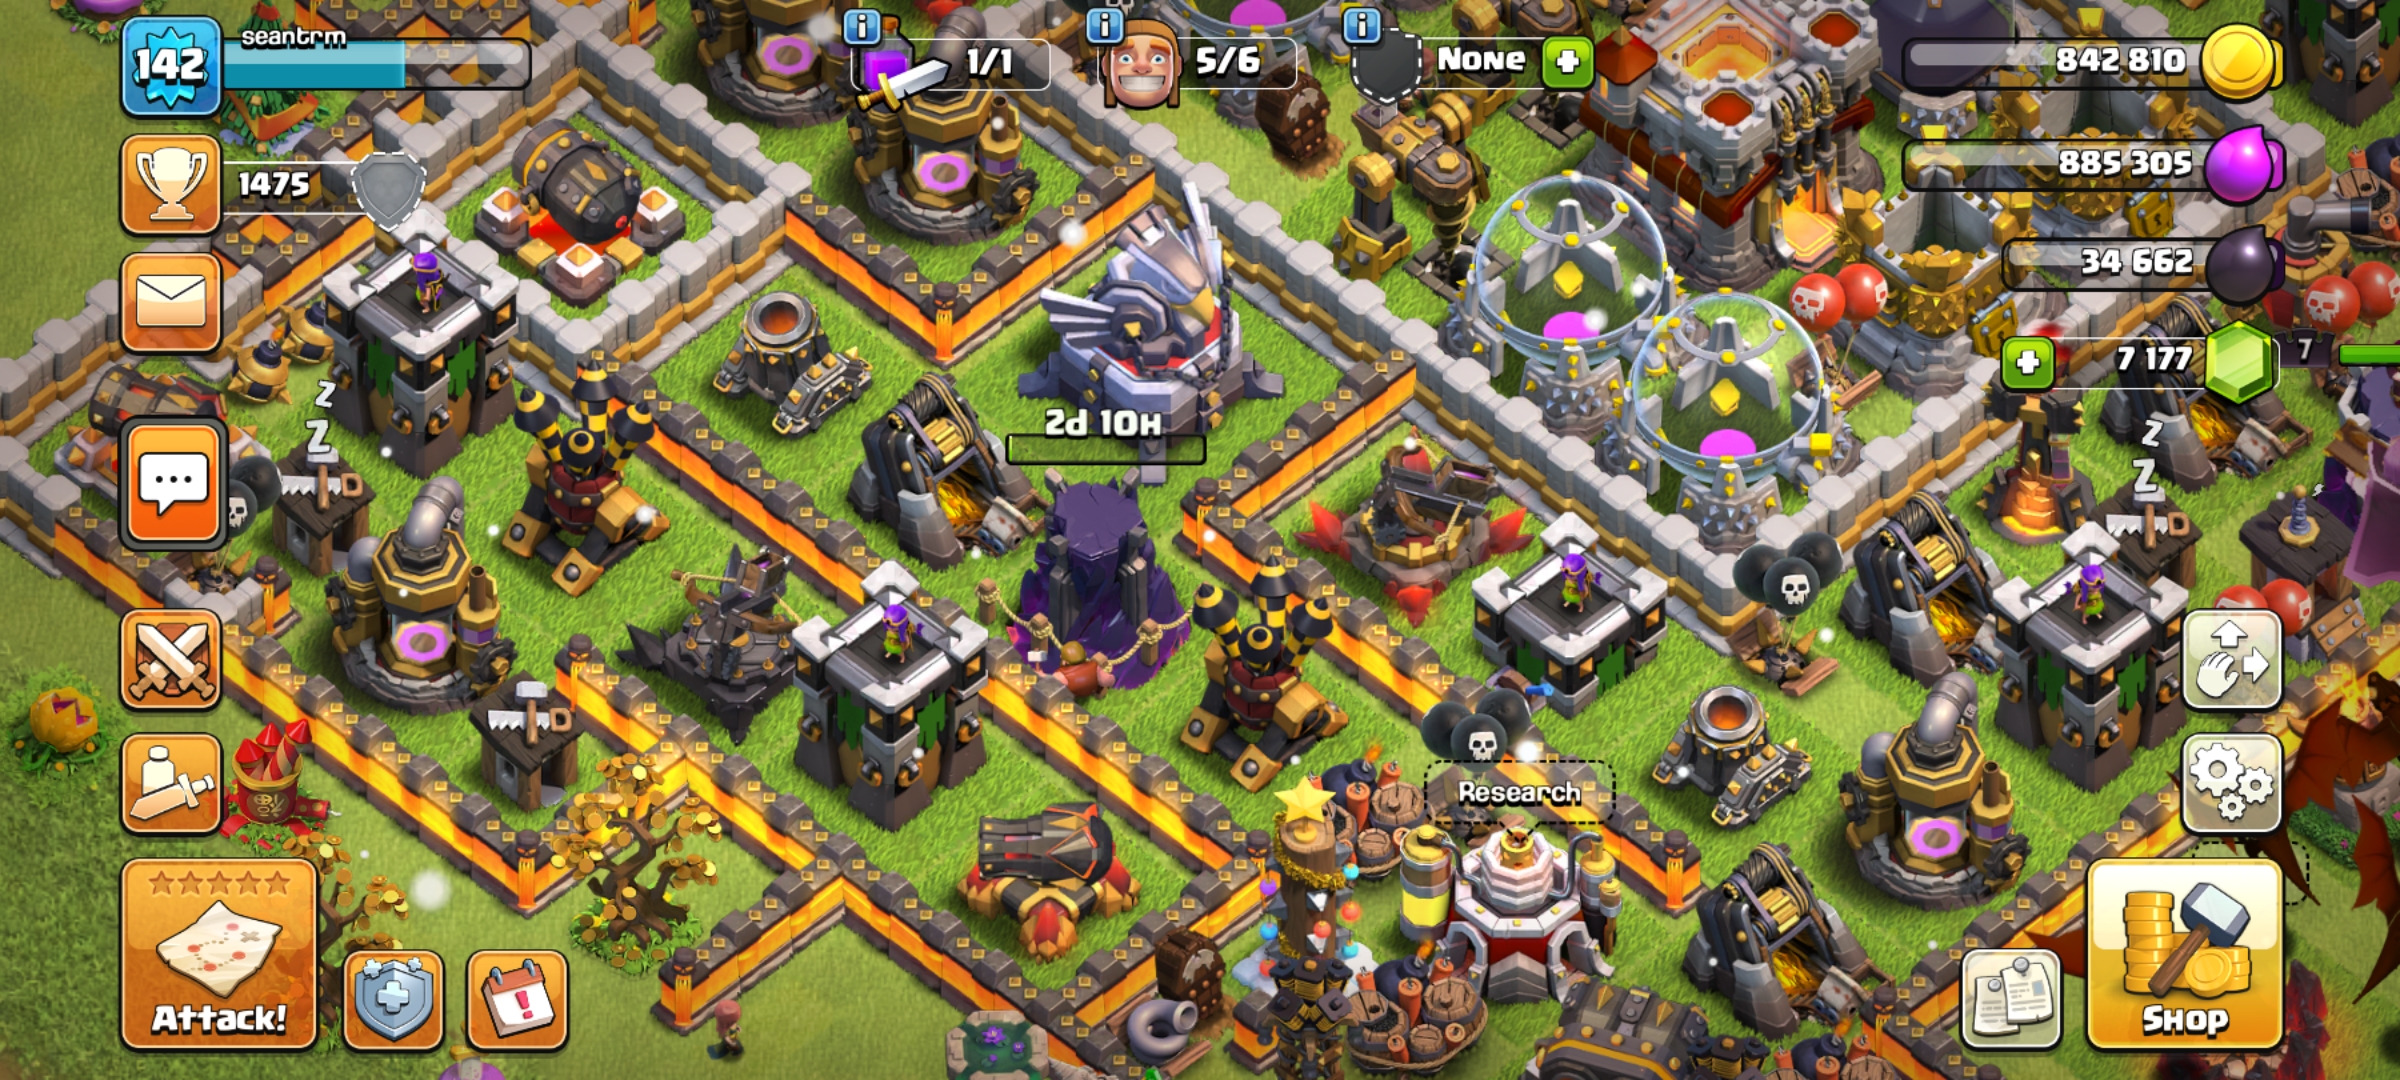 142
seantrm
1/1
5/6
None
842 810
1475
885 305
34 662
7 177
7
2d 10H
z
Z
z
Z
Research
Attack!
Shop